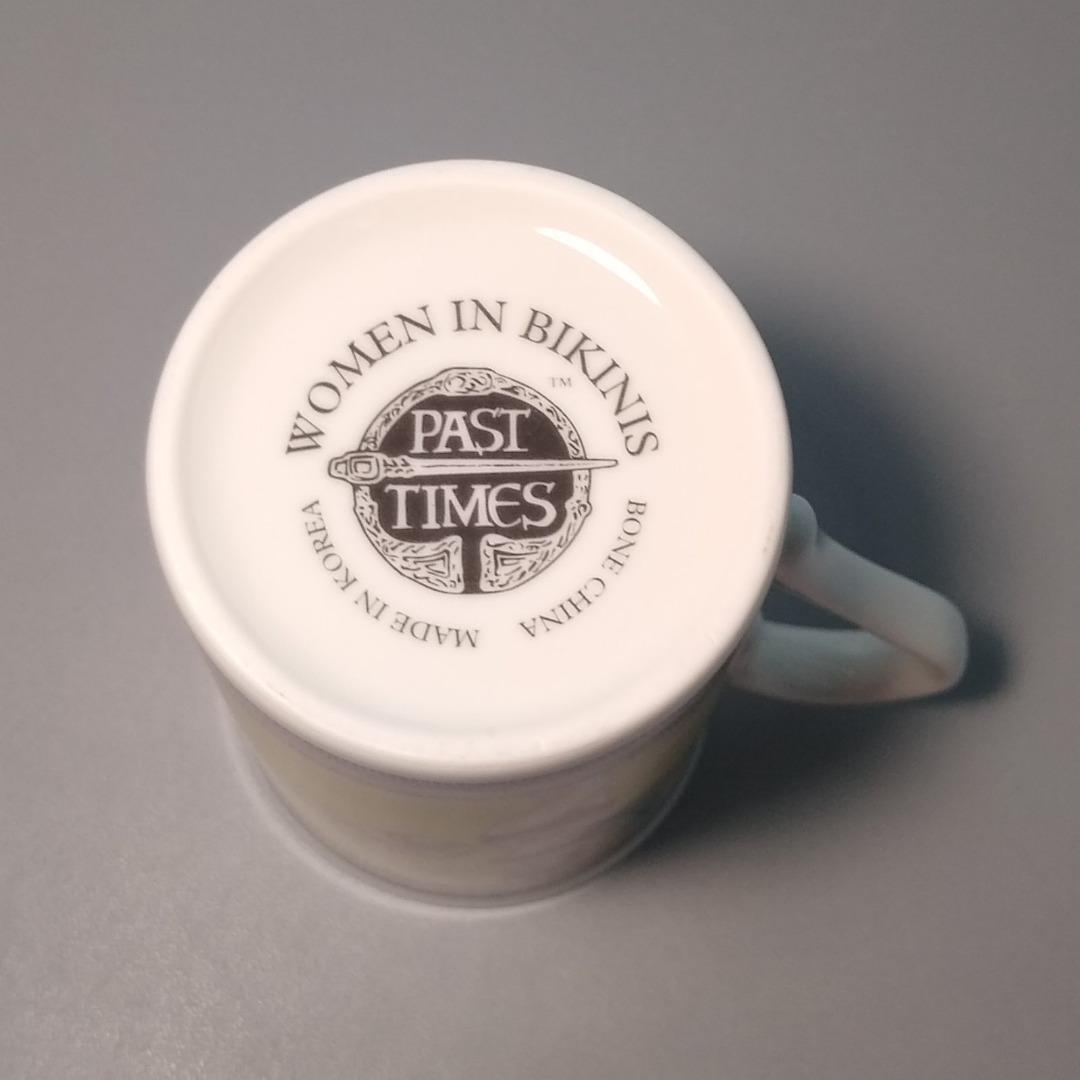 WOMEN IN BIKINIS
PAST
TIMES
TM
MADE IN KOREA
BONE CHINA